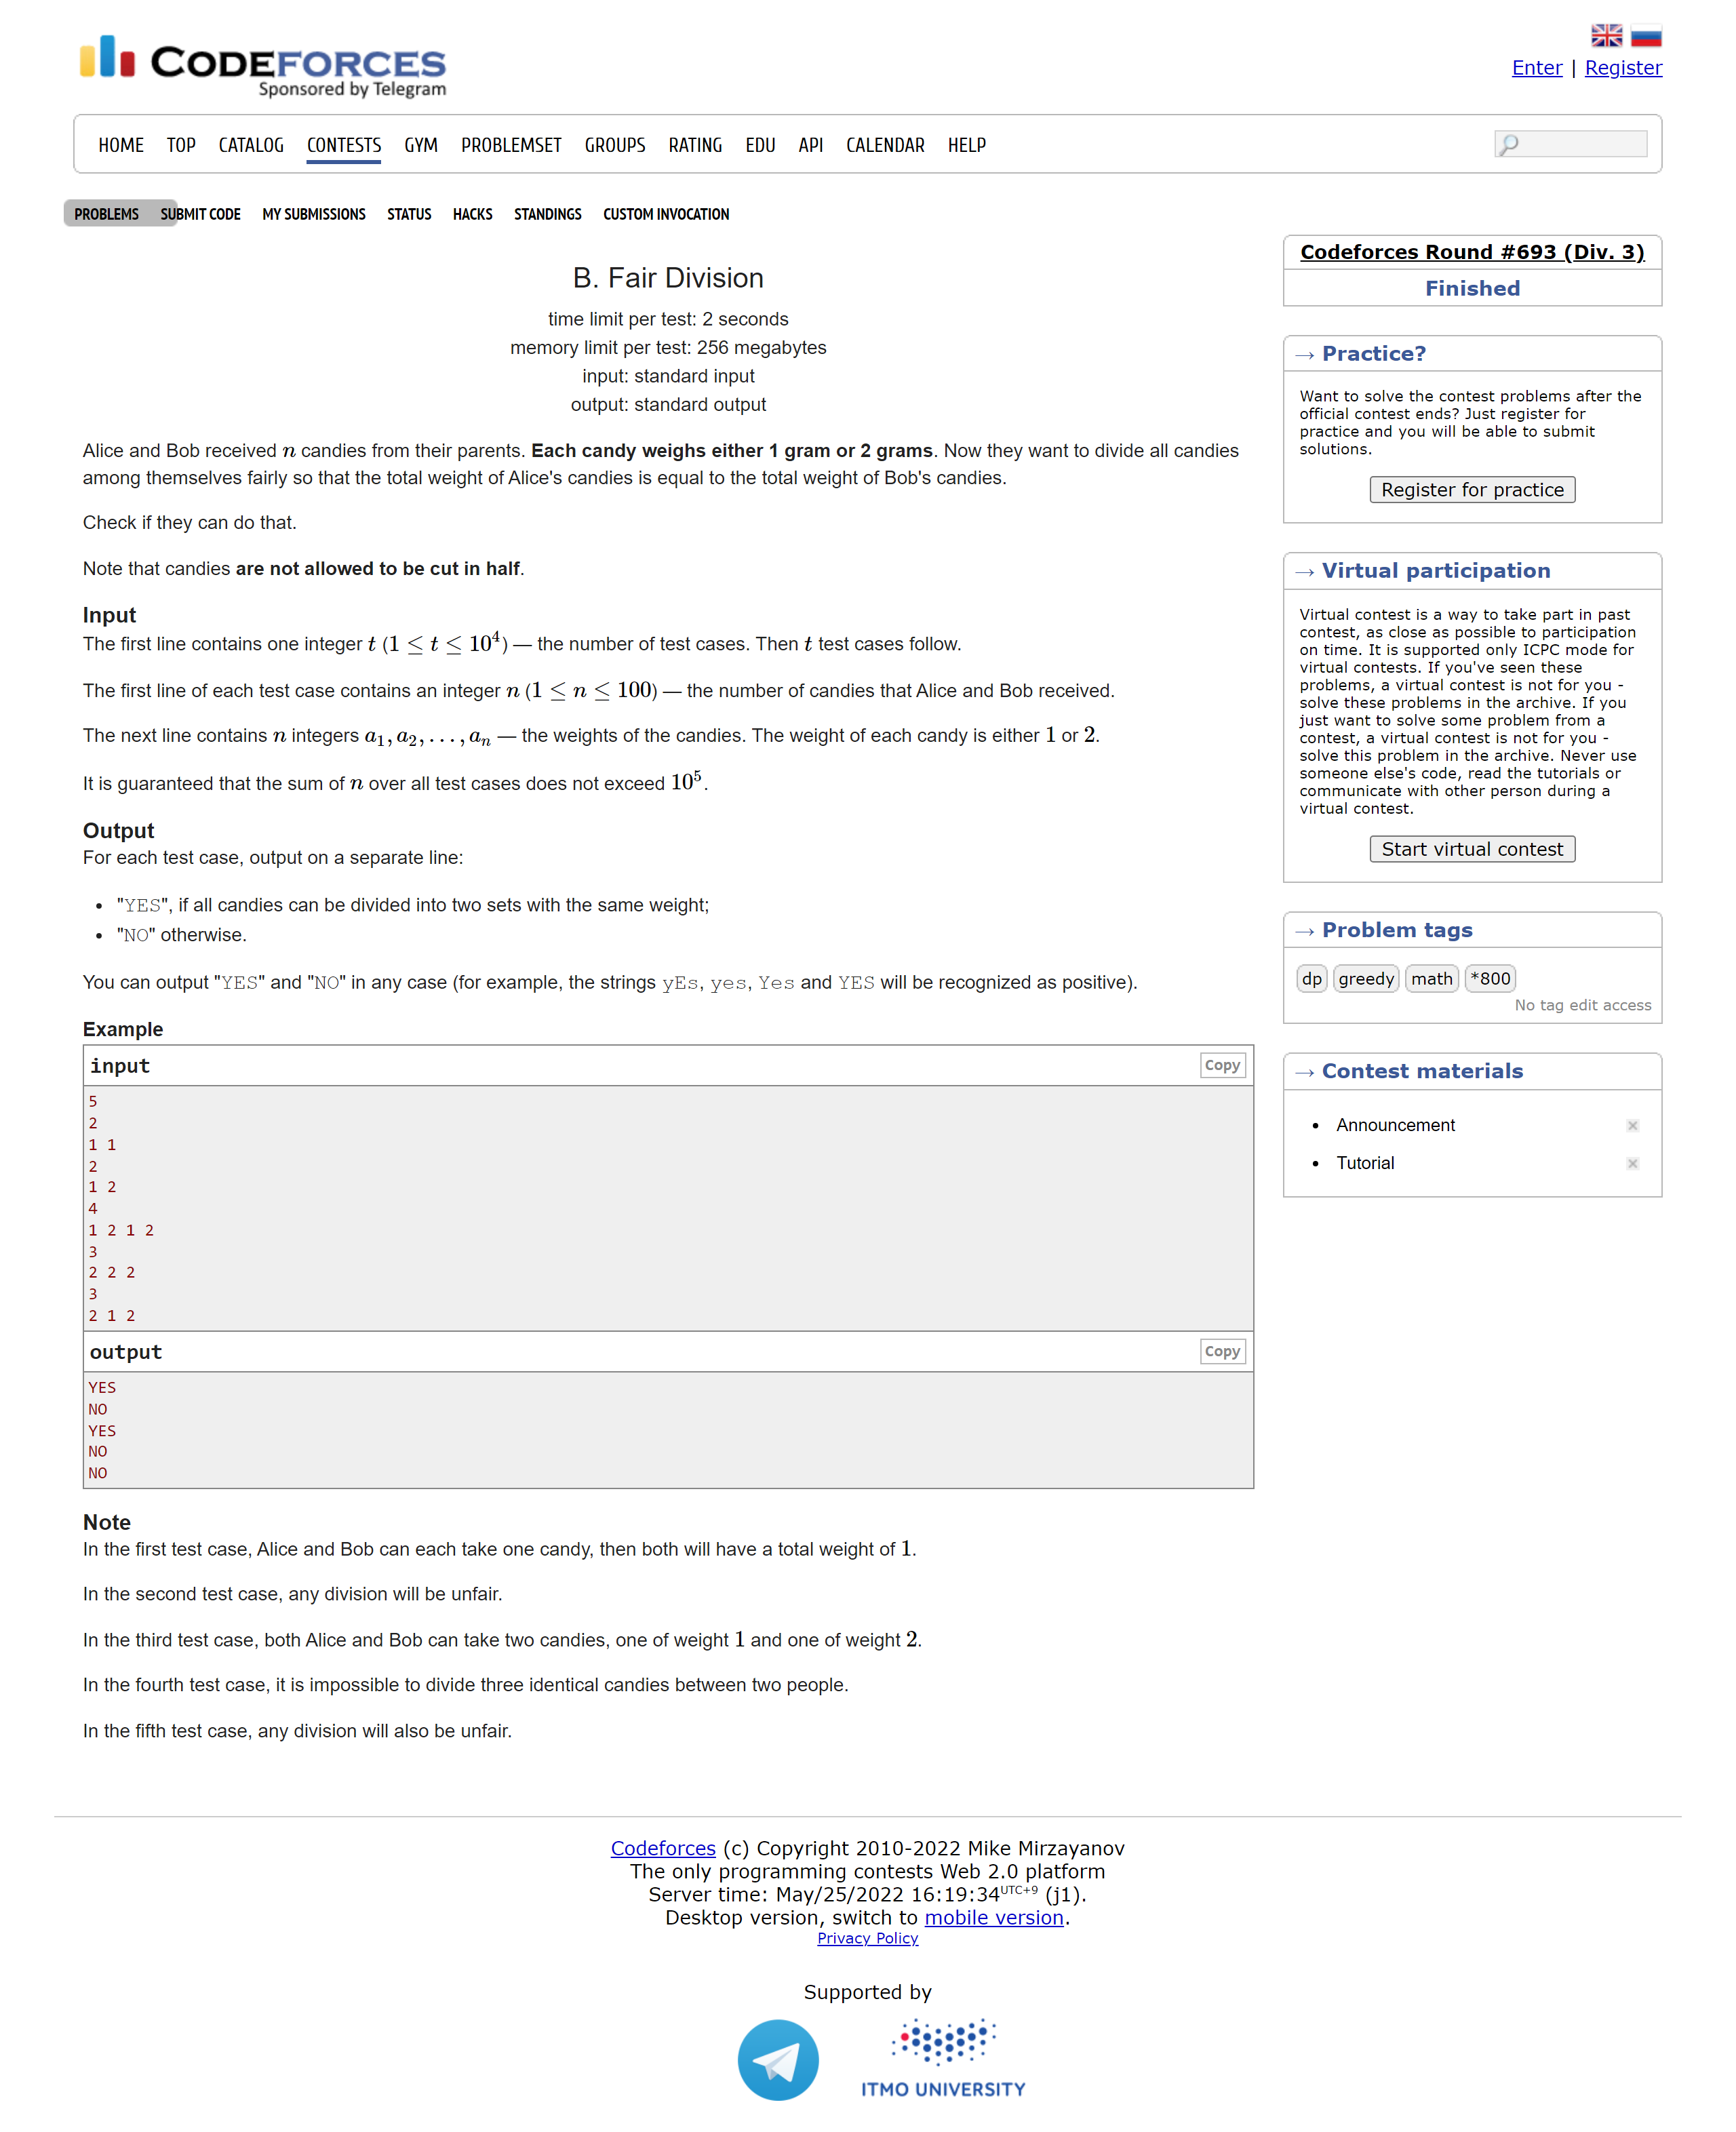 CODEFORCES
Sponsored by Telegram
Enter | Register
HOME TOP CATALOG CONTESTS GYM PROBLEMSET GROUPS RATING EDU API CALENDAR HELP
PROBLEMS SUBMIT CODE MY SUBMISSIONS STATUS HACKS STANDINGS CUSTOM INVOCATION
B. Fair Division
time limit per test: 2 seconds
memory limit per test: 256 megabytes
input: standard input
output: standard output
Alice and Bob received n candies from their parents. Each candy weighs either 1 gram or 2 grams. Now they want to divide all candies
among themselves fairly so that the total weight of Alice's candies is equal to the total weight of Bob's candies.
Check if they can do that.
Note that candies are not allowed to be cut in half.
Input
The first line contains one integer t (1 ≤ t ≤ 10^4) — the number of test cases. Then t test cases follow.
The first line of each test case contains an integer n (1 ≤ n ≤ 100) — the number of candies that Alice and Bob received.
The next line contains n integers a_1, a_2, …, a_n — the weights of the candies. The weight of each candy is either 1 or 2.
It is guaranteed that the sum of n over all test cases does not exceed 10^5.
Output
For each test case, output on a separate line:
• "YES", if all candies can be divided into two sets with the same weight;
• "NO" otherwise.
You can output "YES" and "NO" in any case (for example, the strings yEs, yes, Yes and YES will be recognized as positive).
Example
input Copy
5
2
1 1
2
1 2
4
1 2 1 2
3
2 2 2
3
2 1 2
output Copy
YES
NO
YES
NO
NO
Note
In the first test case, Alice and Bob can each take one candy, then both will have a total weight of 1.
In the second test case, any division will be unfair.
In the third test case, both Alice and Bob can take two candies, one of weight 1 and one of weight 2.
In the fourth test case, it is impossible to divide three identical candies between two people.
In the fifth test case, any division will also be unfair.
Codeforces Round #693 (Div. 3)
Finished
→ Practice?
Want to solve the contest problems after the
official contest ends? Just register for
practice and you will be able to submit
solutions.
Register for practice
→ Virtual participation
Virtual contest is a way to take part in past
contest, as close as possible to participation
on time. It is supported only ICPC mode for
virtual contests. If you've seen these
problems, a virtual contest is not for you -
solve these problems in the archive. If you
just want to solve some problem from a
contest, a virtual contest is not for you -
solve this problem in the archive. Never use
someone else's code, read the tutorials or
communicate with other person during a
virtual contest.
Start virtual contest
→ Problem tags
dp greedy math *800
No tag edit access
→ Contest materials
• Announcement
• Tutorial
Codeforces (c) Copyright 2010-2022 Mike Mirzayanov
The only programming contests Web 2.0 platform
Server time: May/25/2022 16:19:34 UTC+9 (j1).
Desktop version, switch to mobile version.
Privacy Policy
Supported by
ITMO UNIVERSITY